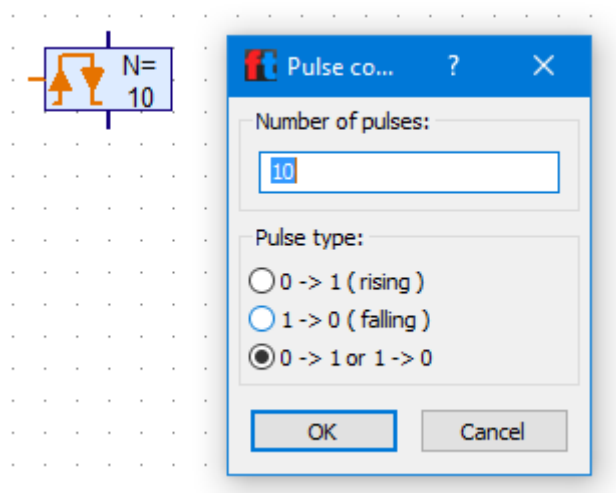 N=
10
Pulse co... ?
Number of pulses:
10
Pulse type:
0 -> 1 ( rising )
1 -> 0 ( falling )
0 -> 1 or 1 -> 0
OK Cancel